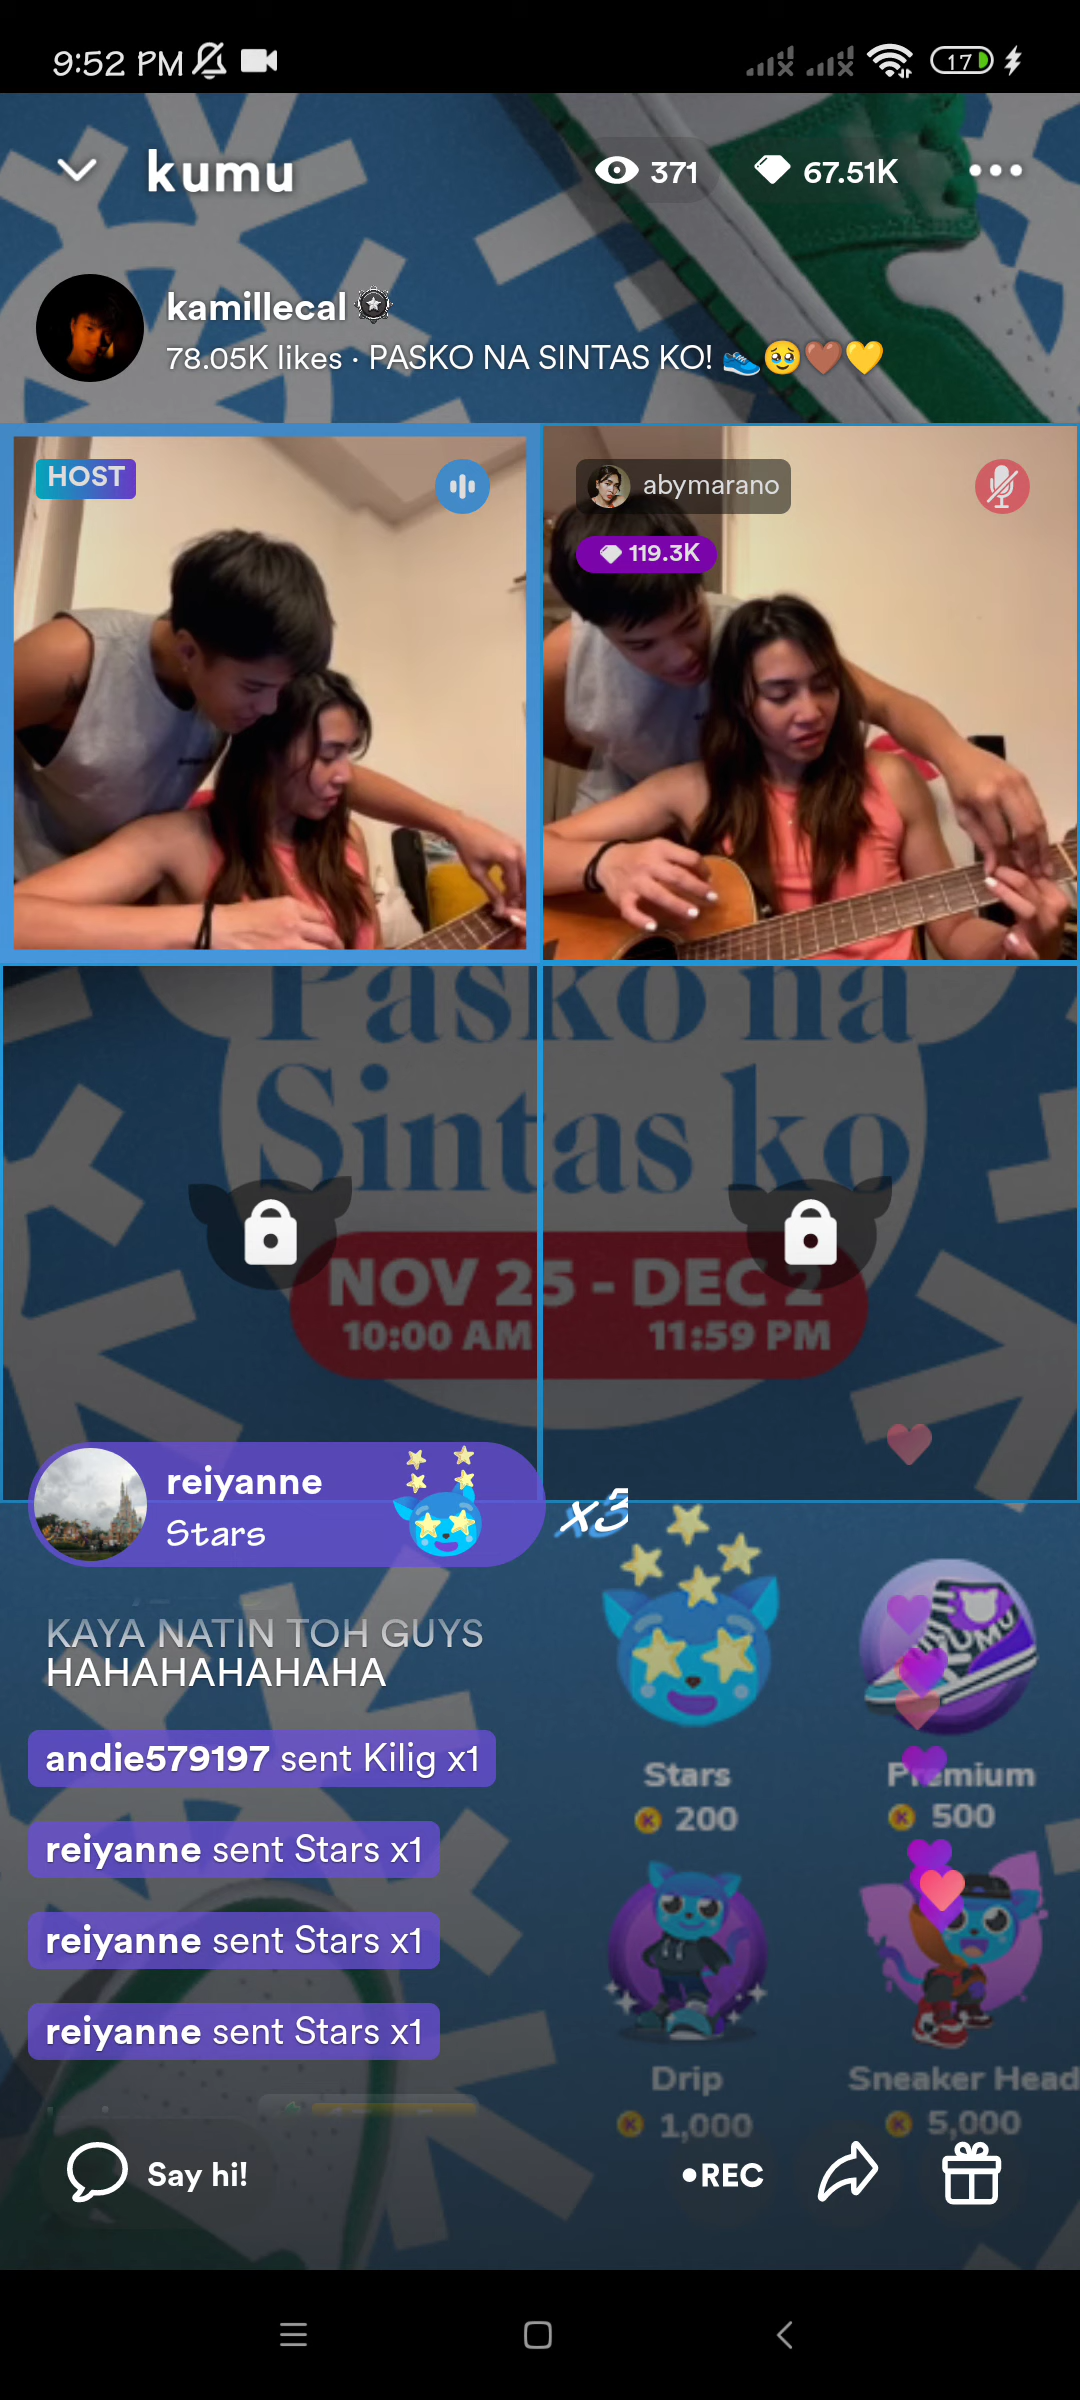 9:52 PM
17
kumu
371
67.51K
kamillecal
78.05K likes · PASKO NA SINTAS KO! 👟🥹🤎💛
HOST
abymarano
119.3K
Pasko na
Sintas ko
NOV 25 - DEC 2
10:00 AM 11:59 PM
reiyanne
Stars
x3
KAYA NATIN TOH GUYS
HAHAHAHAHAHA
andie579197 sent Kilig x1
reiyanne sent Stars x1
reiyanne sent Stars x1
reiyanne sent Stars x1
KUMU
Stars
200
Premium
500
Drip
1,000
Sneaker Head
5,000
Say hi!
•REC